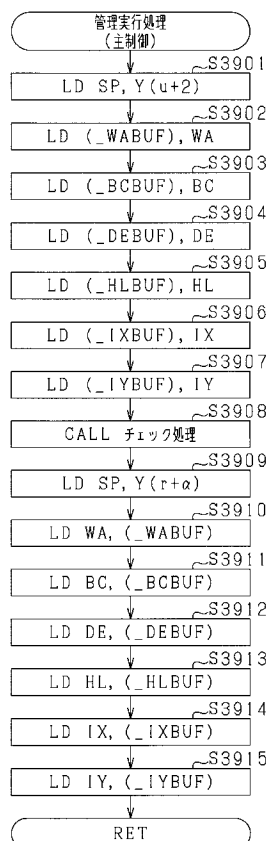 管理実行処理
(主制御)
S3901
LD SP, Y(u+2)
S3902
LD (_WABUF), WA
S3903
LD (_BCBUF), BC
S3904
LD (_DEBUF), DE
S3905
LD (_HLBUF), HL
S3906
LD (_IXBUF), IX
S3907
LD (_IYBUF), IY
S3908
CALL チェック処理
S3909
LD SP, Y(r+α)
S3910
LD WA, (_WABUF)
S3911
LD BC, (_BCBUF)
S3912
LD DE, (_DEBUF)
S3913
LD HL, (_HLBUF)
S3914
LD IX, (_IXBUF)
S3915
LD IY, (_IYBUF)
RET